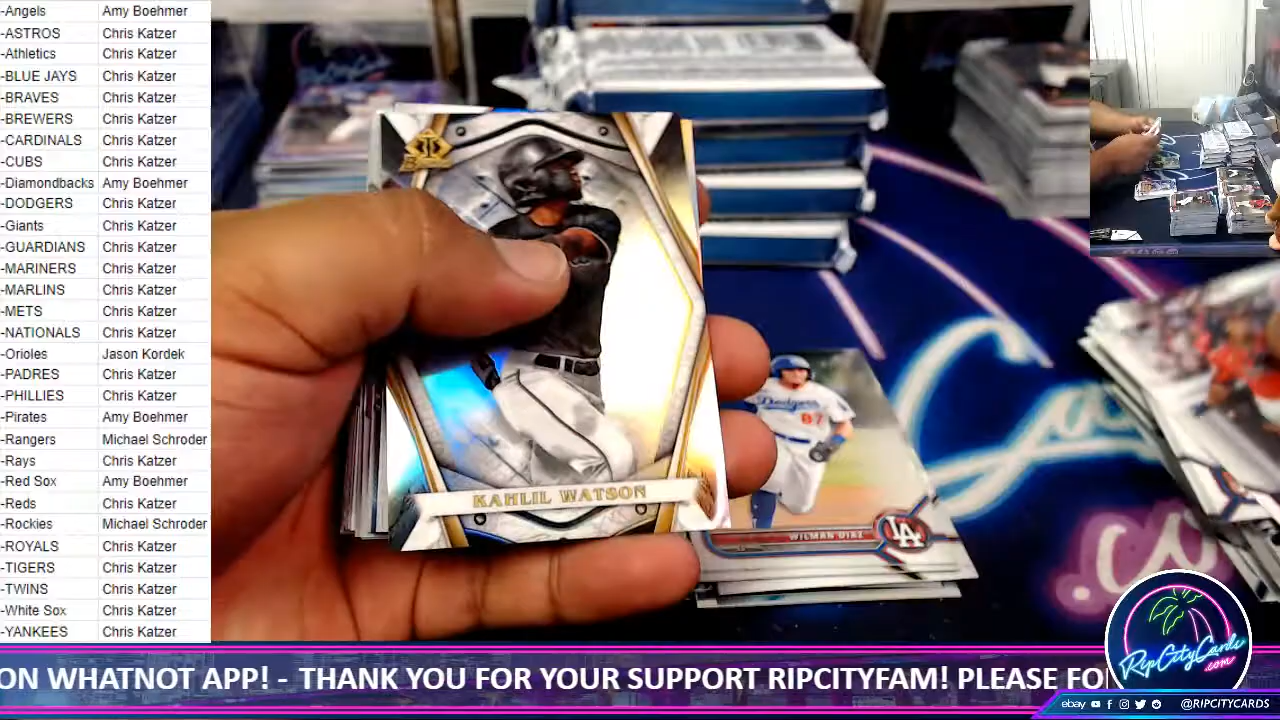 -Angels Amy Boehmer
-ASTROS Chris Katzer
-Athletics Chris Katzer
-BLUE JAYS Chris Katzer
-BRAVES Chris Katzer
-BREWERS Chris Katzer
-CARDINALS Chris Katzer
-CUBS Chris Katzer
-Diamondbacks Amy Boehmer
-DODGERS Chris Katzer
-Giants Chris Katzer
-GUARDIANS Chris Katzer
-MARINERS Chris Katzer
-MARLINS Chris Katzer
-METS Chris Katzer
-NATIONALS Chris Katzer
-Orioles Jason Kordek
-PADRES Chris Katzer
-PHILLIES Chris Katzer
-Pirates Amy Boehmer
-Rangers Michael Schroder
-Rays Chris Katzer
-Red Sox Amy Boehmer
-Reds Chris Katzer
-Rockies Michael Schroder
-ROYALS Chris Katzer
-TIGERS Chris Katzer
-TWINS Chris Katzer
-White Sox Chris Katzer
-YANKEES Chris Katzer
KAHLIL WATSON
Dodgers
67
WILMAN DIAZ
LA
.co
RipCityCards
.com
ON WHATNOT APP! - THANK YOU FOR YOUR SUPPORT RIPCITYFAM! PLEASE FO
ebay @RIPCITYCARDS